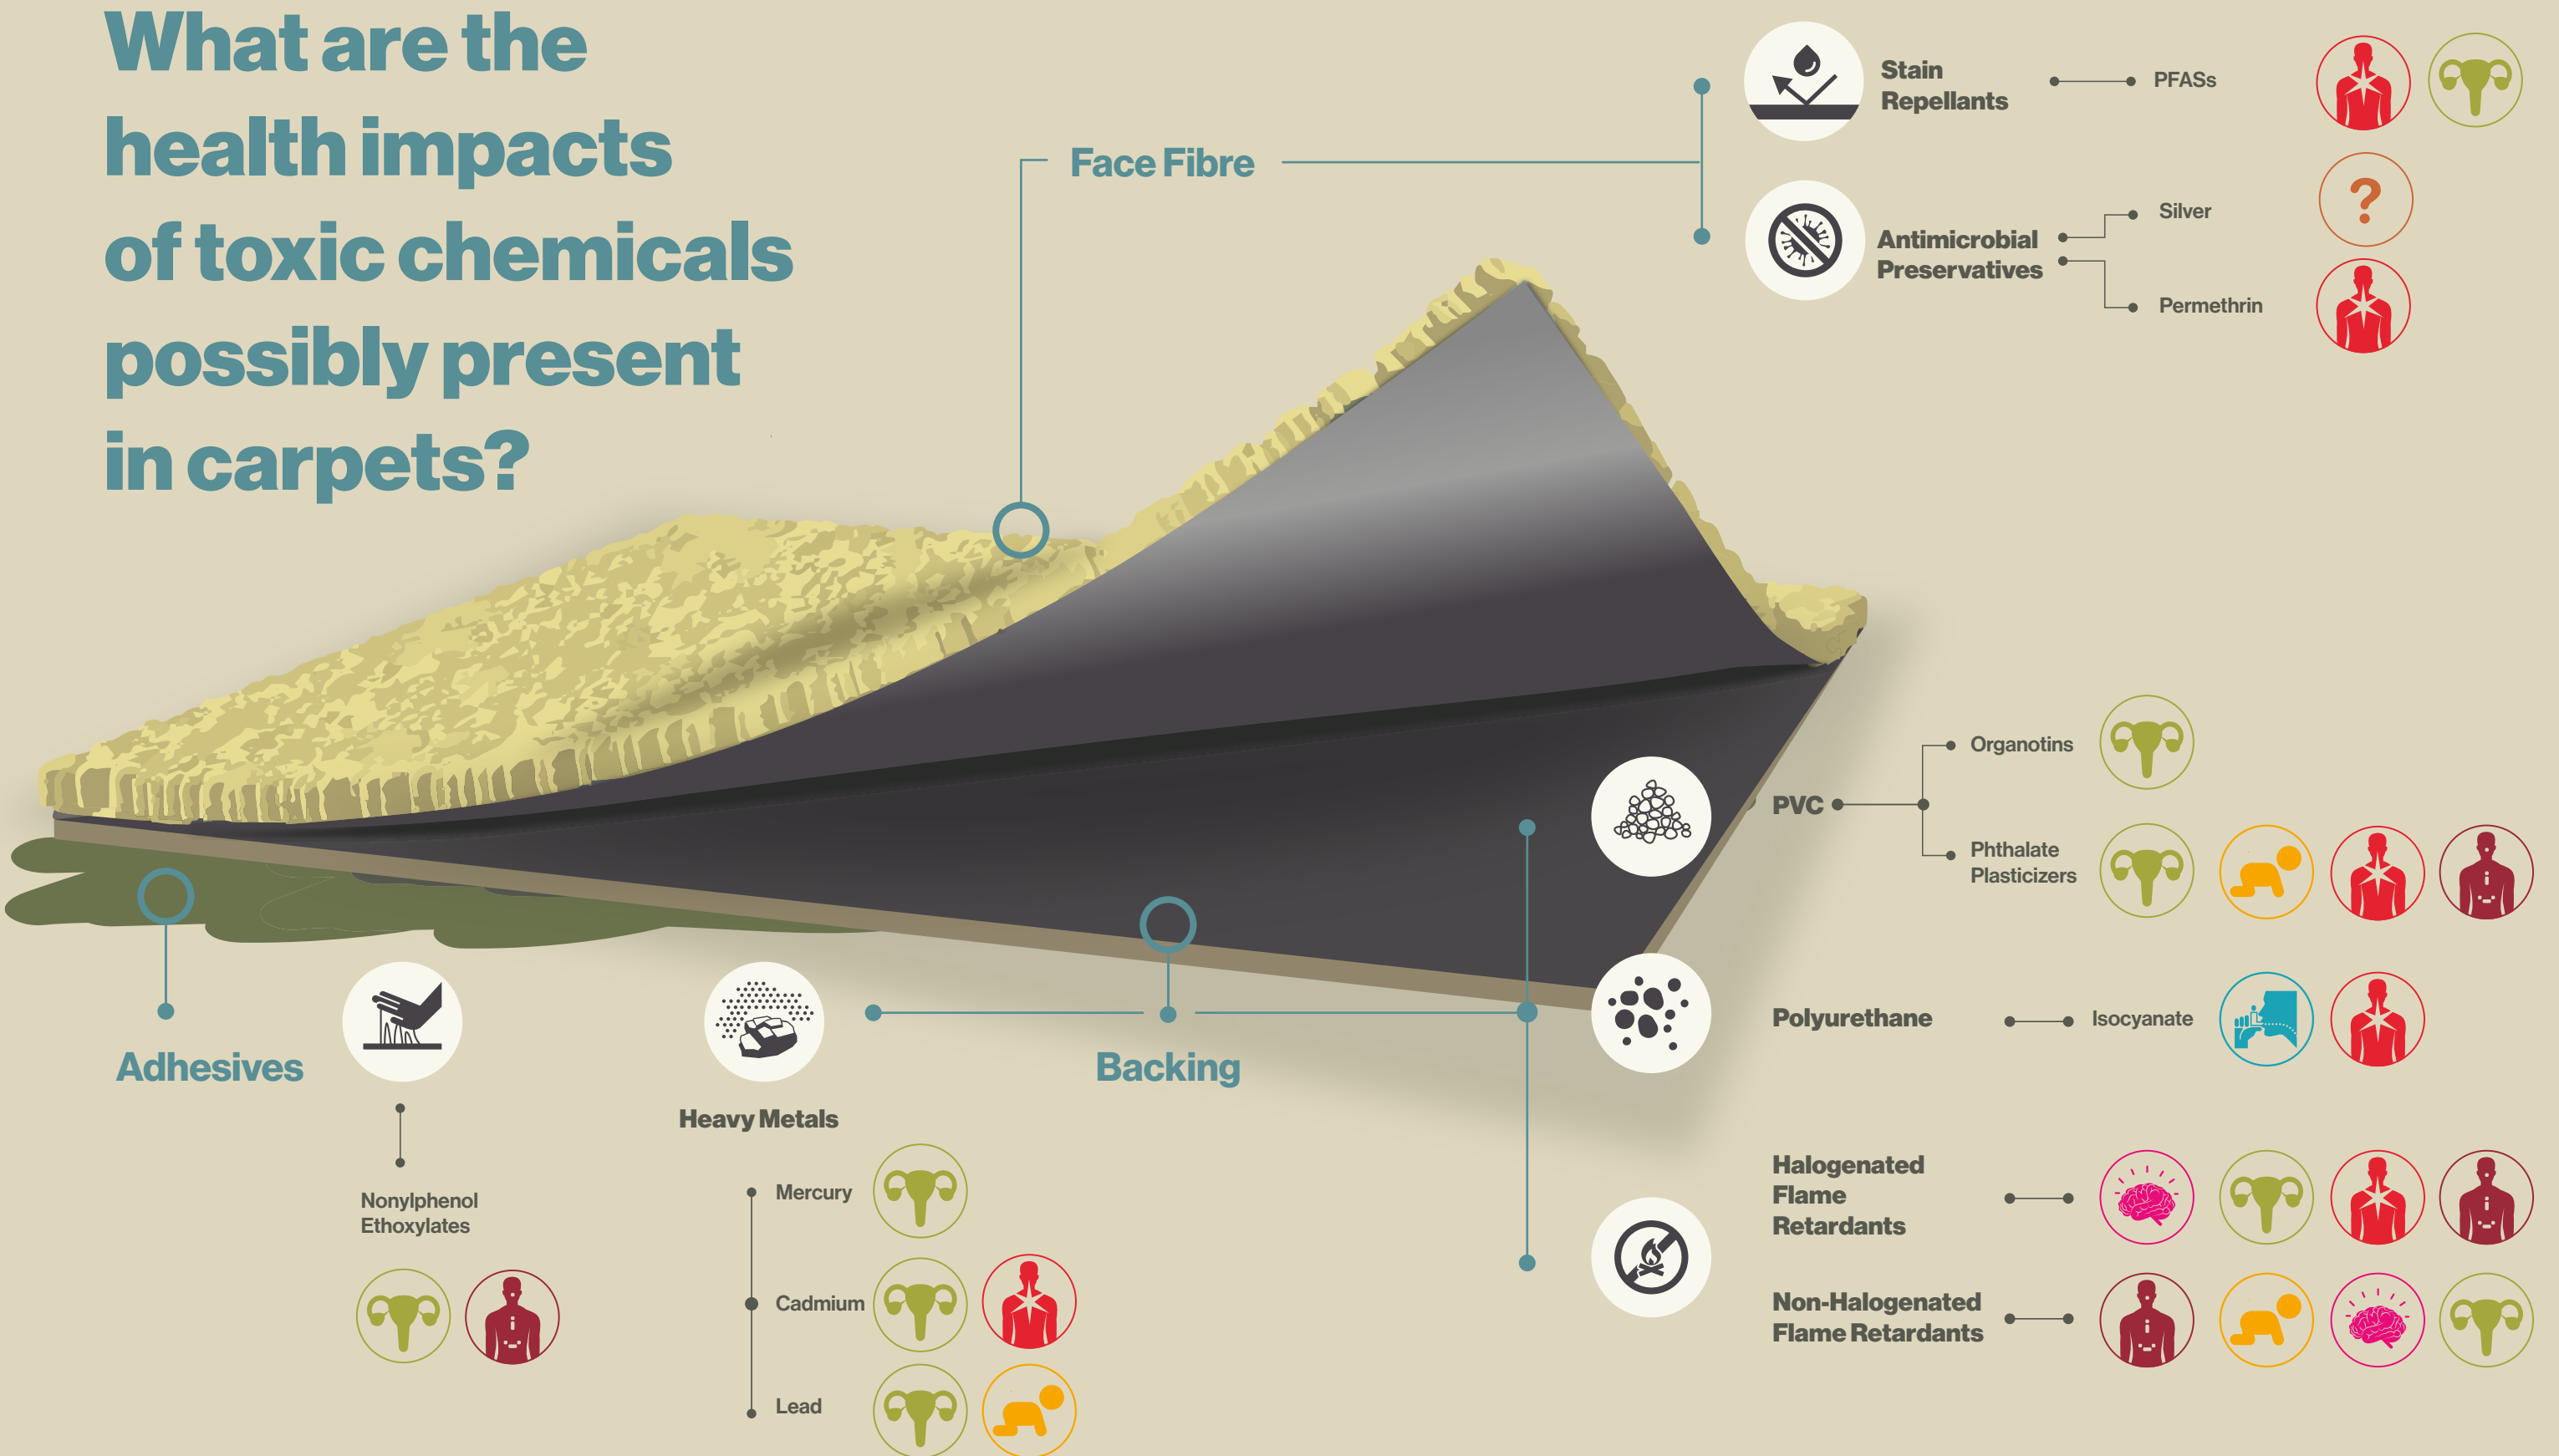 What are the
health impacts
of toxic chemicals
possibly present
in carpets?
Face Fibre
Stain
Repellants
PFASs
Antimicrobial
Preservatives
Silver
?
Permethrin
PVC
Organotins
Phthalate
Plasticizers
Polyurethane
Isocyanate
Halogenated
Flame
Retardants
Non-Halogenated
Flame Retardants
Backing
Heavy Metals
Mercury
Cadmium
Lead
Adhesives
Nonylphenol
Ethoxylates